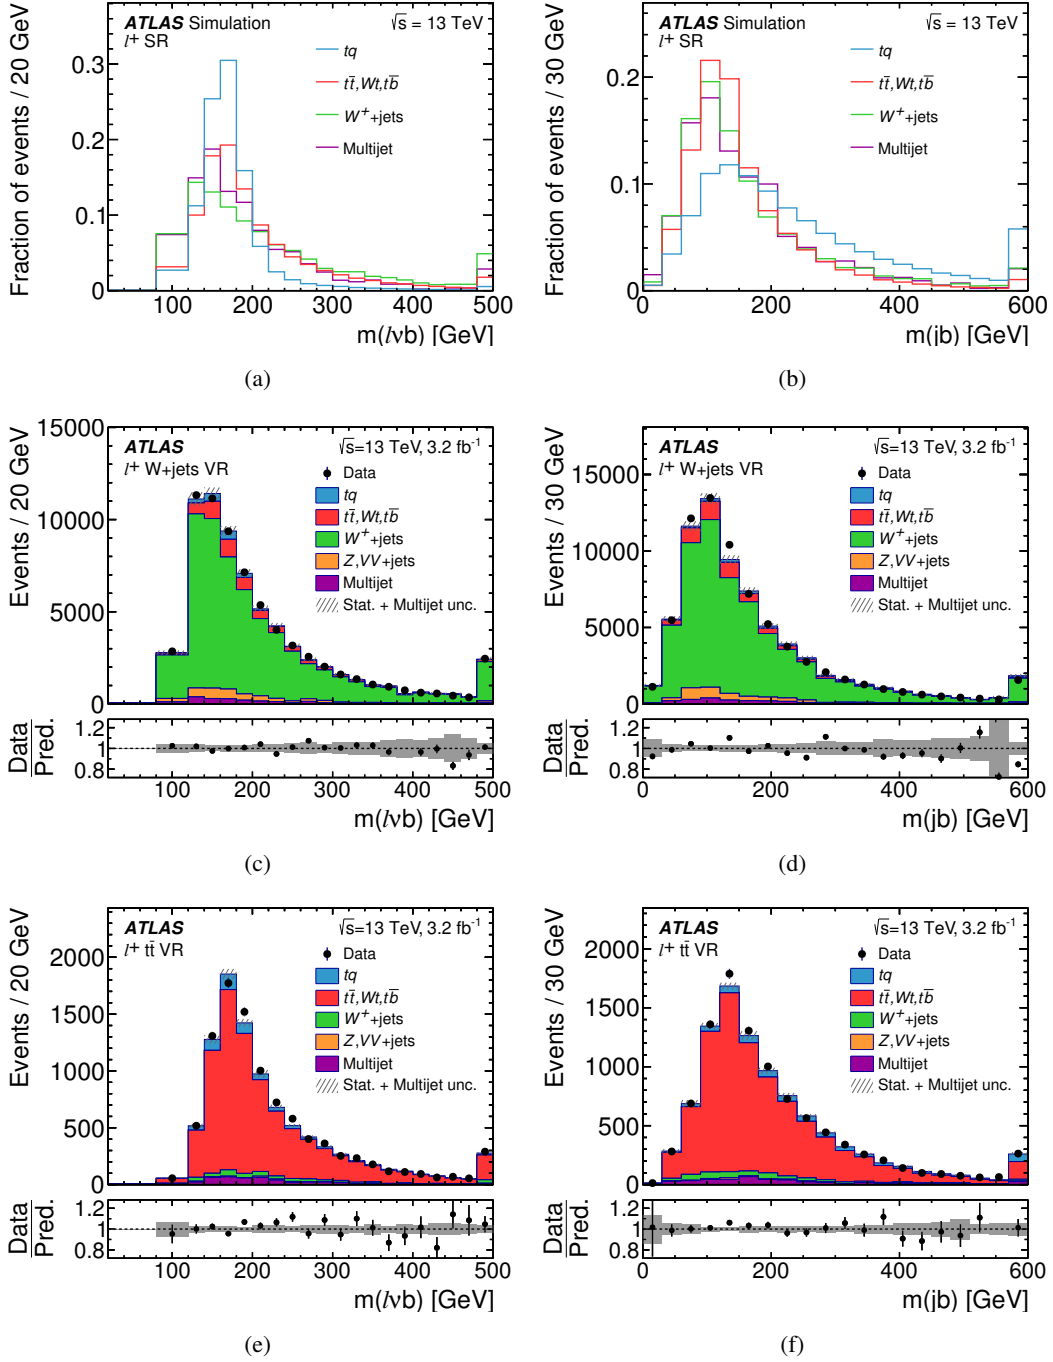 ATLAS Simulation √s = 13 TeV
l⁺ SR
tq
tt̄,Wt,tb̄
W⁺+jets
Multijet
Fraction of events / 20 GeV
0.3
0.2
0.1
0
100 200 300 400 500
m(lνb) [GeV]
(a)
ATLAS Simulation √s = 13 TeV
l⁺ SR
tq
tt̄,Wt,tb̄
W⁺+jets
Multijet
Fraction of events / 30 GeV
0.2
0.1
0
0 200 400 600
m(jb) [GeV]
(b)
ATLAS √s=13 TeV, 3.2 fb⁻¹
l⁺ W+jets VR
Data
tq
tt̄,Wt,tb̄
W⁺+jets
Z,VV+jets
Multijet
Stat. + Multijet unc.
Events / 20 GeV
15000
10000
5000
0
Data
Pred.
1.2
1
0.8
100 200 300 400 500
m(lνb) [GeV]
(c)
ATLAS √s=13 TeV, 3.2 fb⁻¹
l⁺ W+jets VR
Data
tq
tt̄,Wt,tb̄
W⁺+jets
Z,VV+jets
Multijet
Stat. + Multijet unc.
Events / 30 GeV
15000
10000
5000
0
Data
Pred.
1.2
1
0.8
0 200 400 600
m(jb) [GeV]
(d)
ATLAS √s=13 TeV, 3.2 fb⁻¹
l⁺ tt̄ VR
Data
tq
tt̄,Wt,tb̄
W⁺+jets
Z,VV+jets
Multijet
Stat. + Multijet unc.
Events / 20 GeV
2000
1500
1000
500
0
Data
Pred.
1.2
1
0.8
100 200 300 400 500
m(lνb) [GeV]
(e)
ATLAS √s=13 TeV, 3.2 fb⁻¹
l⁺ tt̄ VR
Data
tq
tt̄,Wt,tb̄
W⁺+jets
Z,VV+jets
Multijet
Stat. + Multijet unc.
Events / 30 GeV
2000
1500
1000
500
0
Data
Pred.
1.2
1
0.8
0 200 400 600
m(jb) [GeV]
(f)